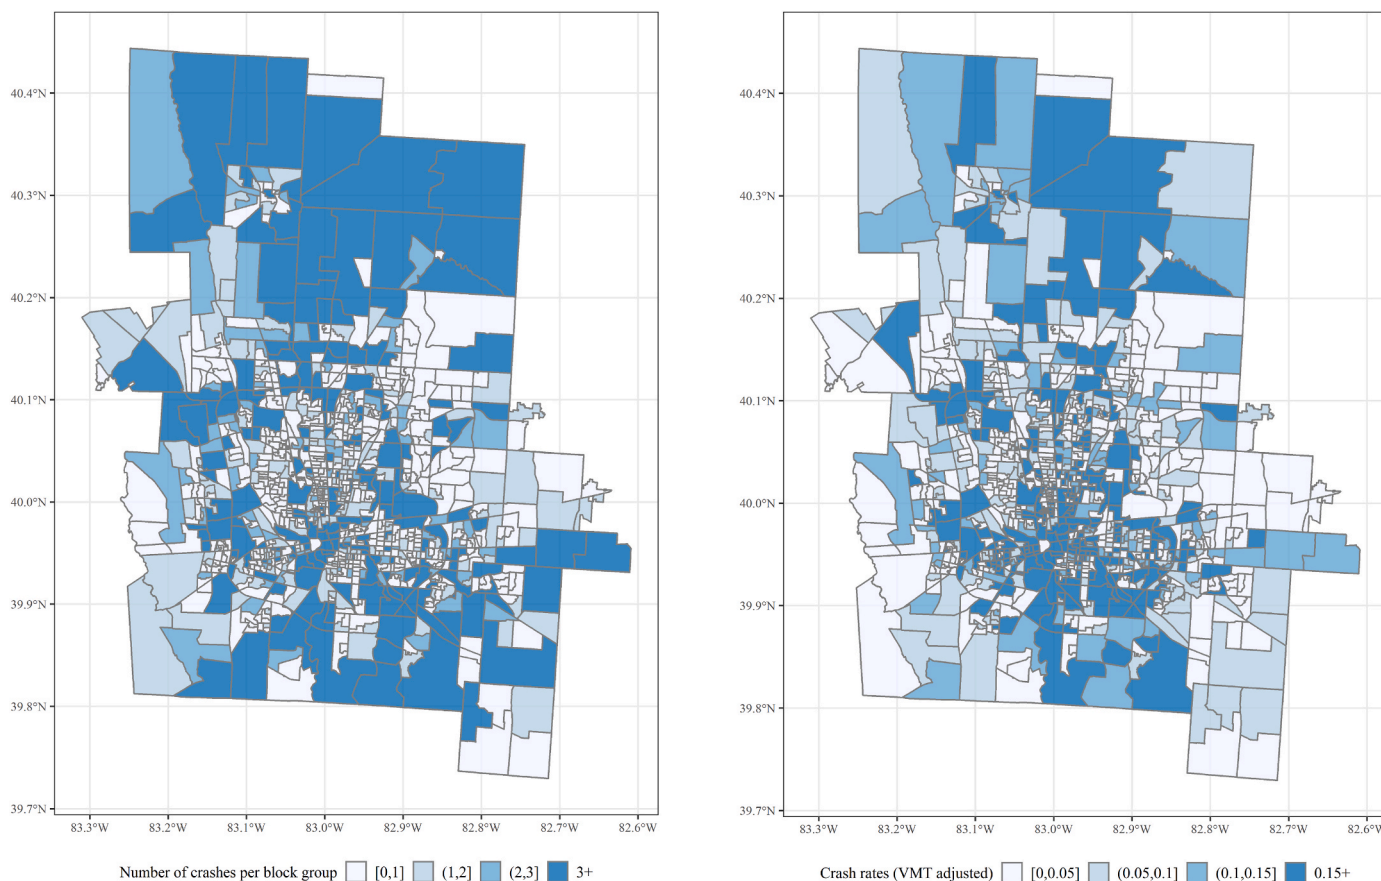 40.4°N
40.3°N
40.2°N
40.1°N
40.0°N
39.9°N
39.8°N
39.7°N
83.3°W 83.2°W 83.1°W 83.0°W 82.9°W 82.8°W 82.7°W 82.6°W
Number of crashes per block group [0,1] (1,2] (2,3] 3+
40.4°N
40.3°N
40.2°N
40.1°N
40.0°N
39.9°N
39.8°N
39.7°N
83.3°W 83.2°W 83.1°W 83.0°W 82.9°W 82.8°W 82.7°W 82.6°W
Crash rates (VMT adjusted) [0,0.05] (0.05,0.1] (0.1,0.15] 0.15+